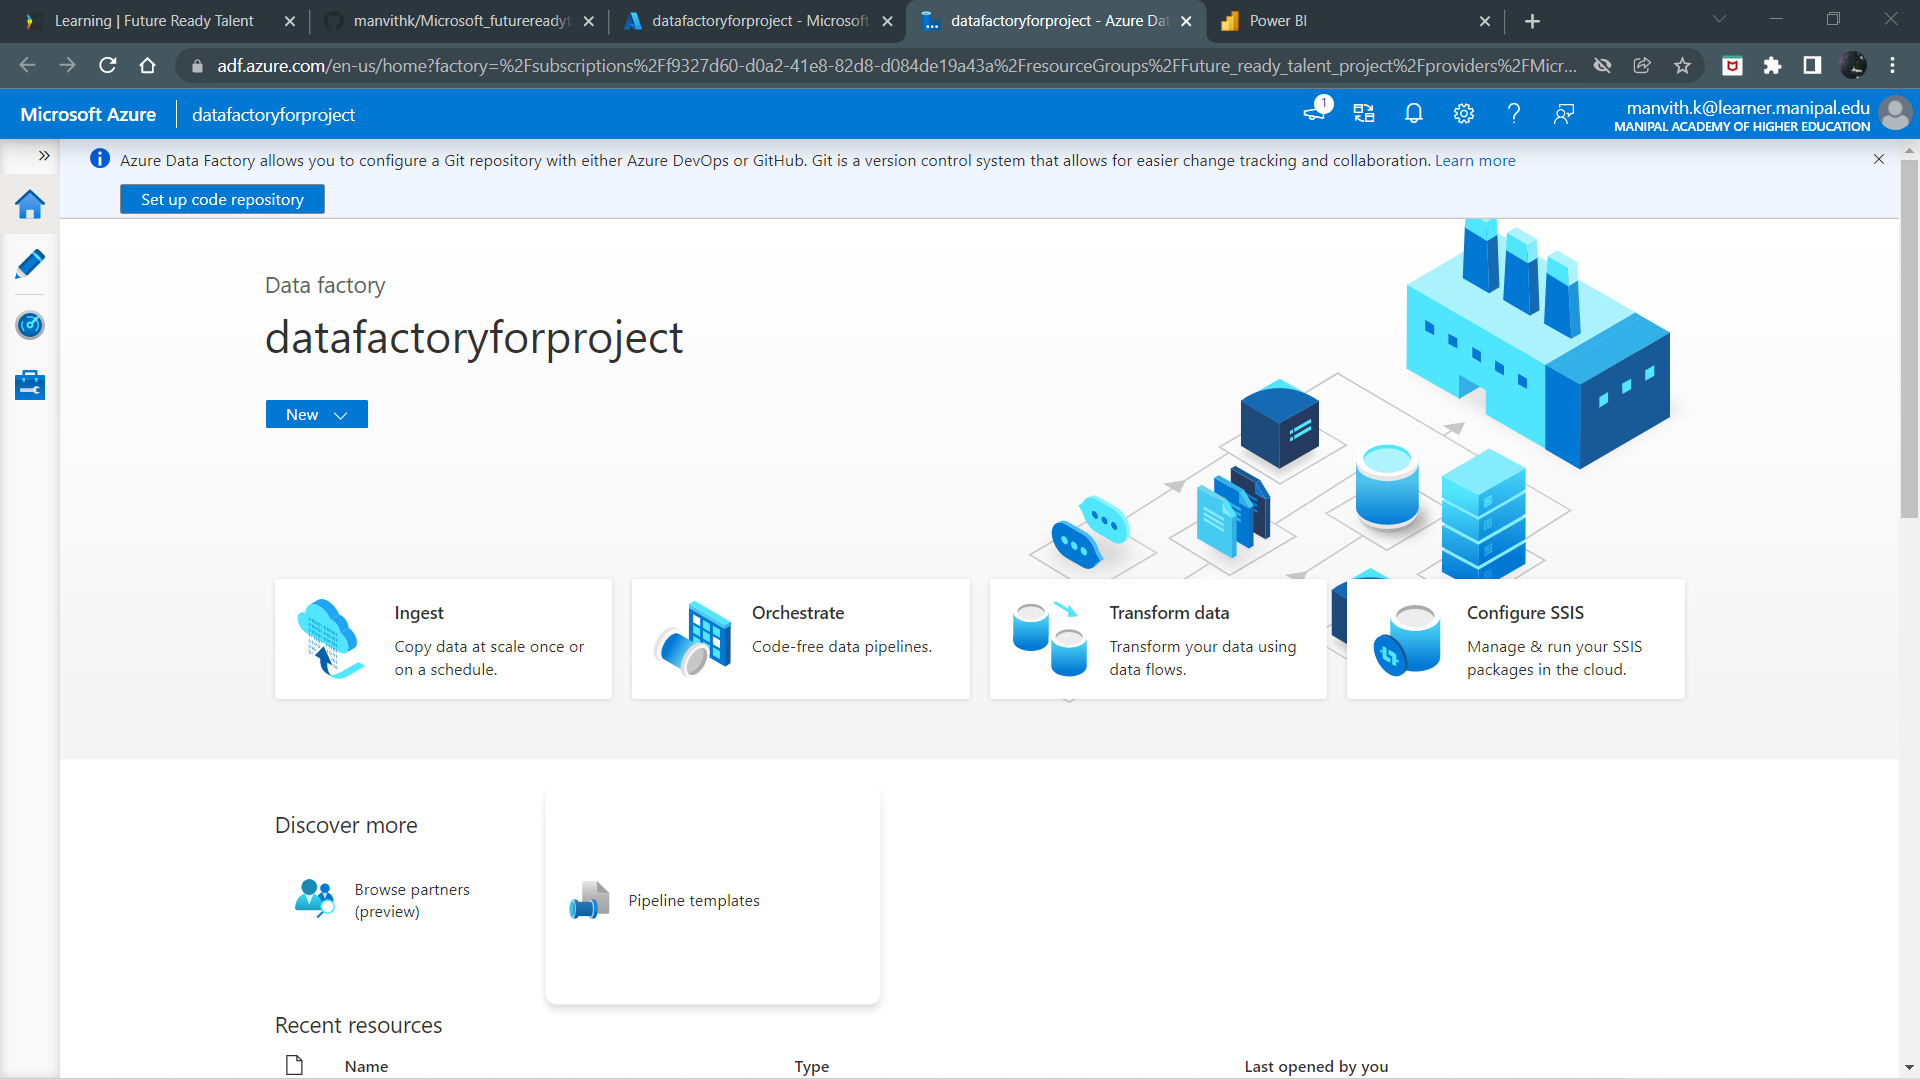 Learning | Future Ready Talent
manvithk/Microsoft_futurereadyt
datafactoryforproject - Microsoft
datafactoryforproject - Azure Dat
Power BI
adf.azure.com/en-us/home?factory=%2Fsubscriptions%2Ff9327d60-d0a2-41e8-82d8-d084de19a43a%2FresourceGroups%2FFuture_ready_talent_project%2Fproviders%2FMicr...
Microsoft Azure
datafactoryforproject
1
manvith.k@learner.manipal.edu
MANIPAL ACADEMY OF HIGHER EDUCATION
Azure Data Factory allows you to configure a Git repository with either Azure DevOps or GitHub. Git is a version control system that allows for easier change tracking and collaboration. Learn more
Set up code repository
Data factory
datafactoryforproject
New
Ingest
Copy data at scale once or
on a schedule.
Orchestrate
Code-free data pipelines.
Transform data
Transform your data using
data flows.
Configure SSIS
Manage & run your SSIS
packages in the cloud.
Discover more
Browse partners
(preview)
Pipeline templates
Recent resources
Name
Type
Last opened by you